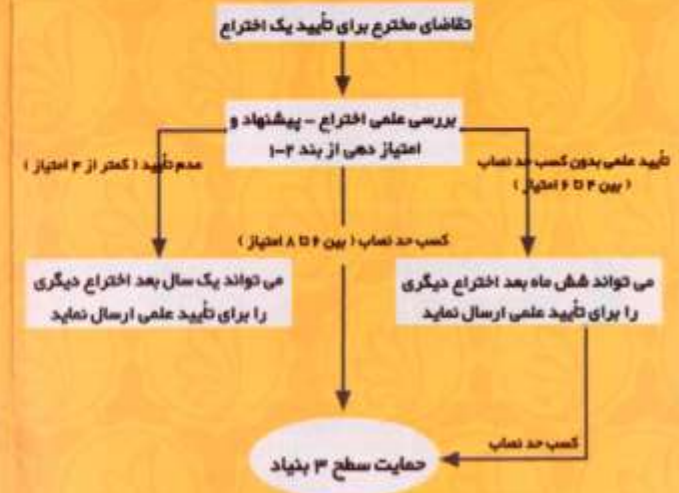 تقاضای مخترع برای تأیید یک اختراع
بررسی علمی اختراع – پیشنهاد و
امتیاز دهی از بند ۲-۱
تأیید علمی بدون کسب حد نصاب
( بین ۴ تا ۶ امتیاز )
عدم تأیید ( کمتر از ۴ امتیاز )
کسب حد نصاب ( بین ۶ تا ۸ امتیاز )
می تواند شش ماه بعد اختراع دیگری
را برای تأیید علمی ارسال نماید
می تواند یک سال بعد اختراع دیگری
را برای تأیید علمی ارسال نماید
کسب حد نصاب
حمایت سطح ۳ بنیاد